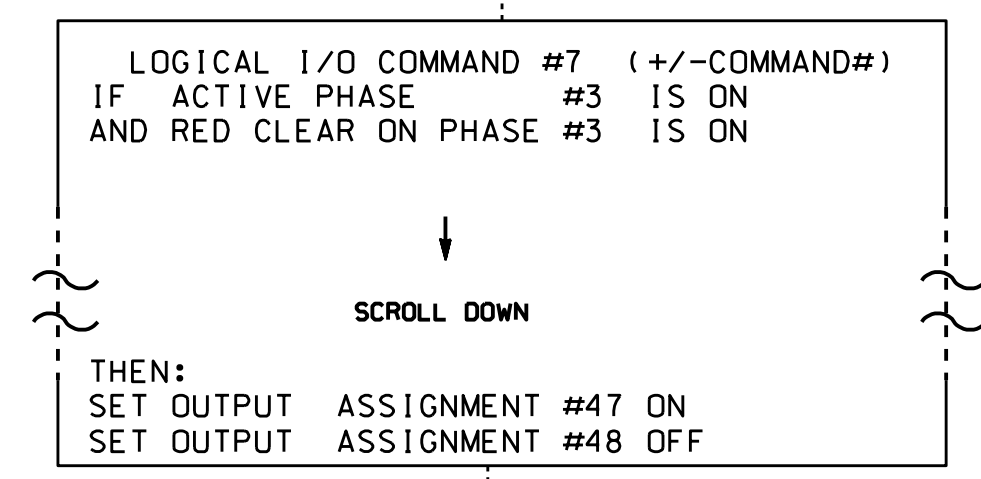 LOGICAL I/O COMMAND #7 (+/-COMMAND#)
IF ACTIVE PHASE #3 IS ON
AND RED CLEAR ON PHASE #3 IS ON
SCROLL DOWN
THEN:
SET OUTPUT ASSIGNMENT #47 ON
SET OUTPUT ASSIGNMENT #48 OFF